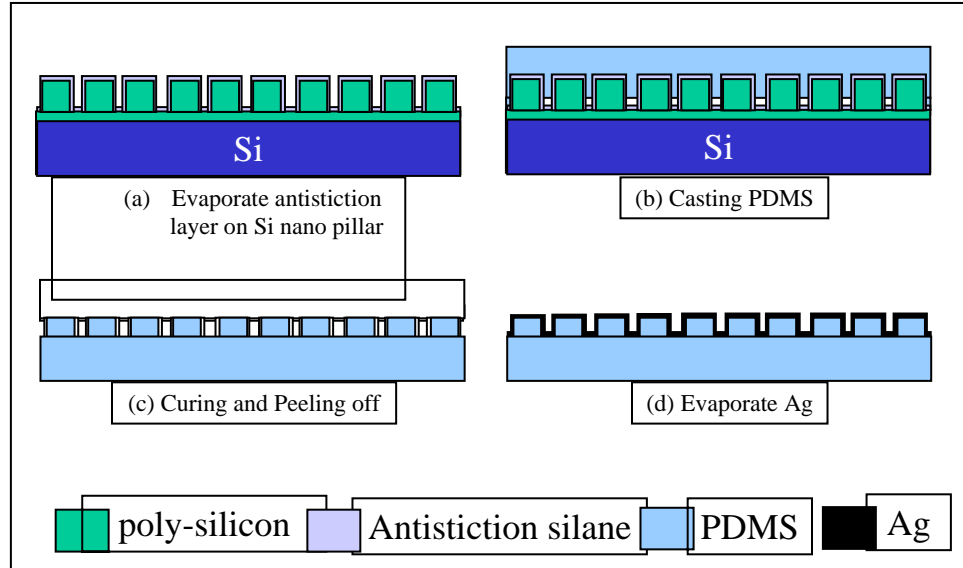 Si
Si
(a) Evaporate antistiction
layer on Si nano pillar
(b) Casting PDMS
(c) Curing and Peeling off
(d) Evaporate Ag
poly-silicon
Antistiction silane
PDMS
Ag